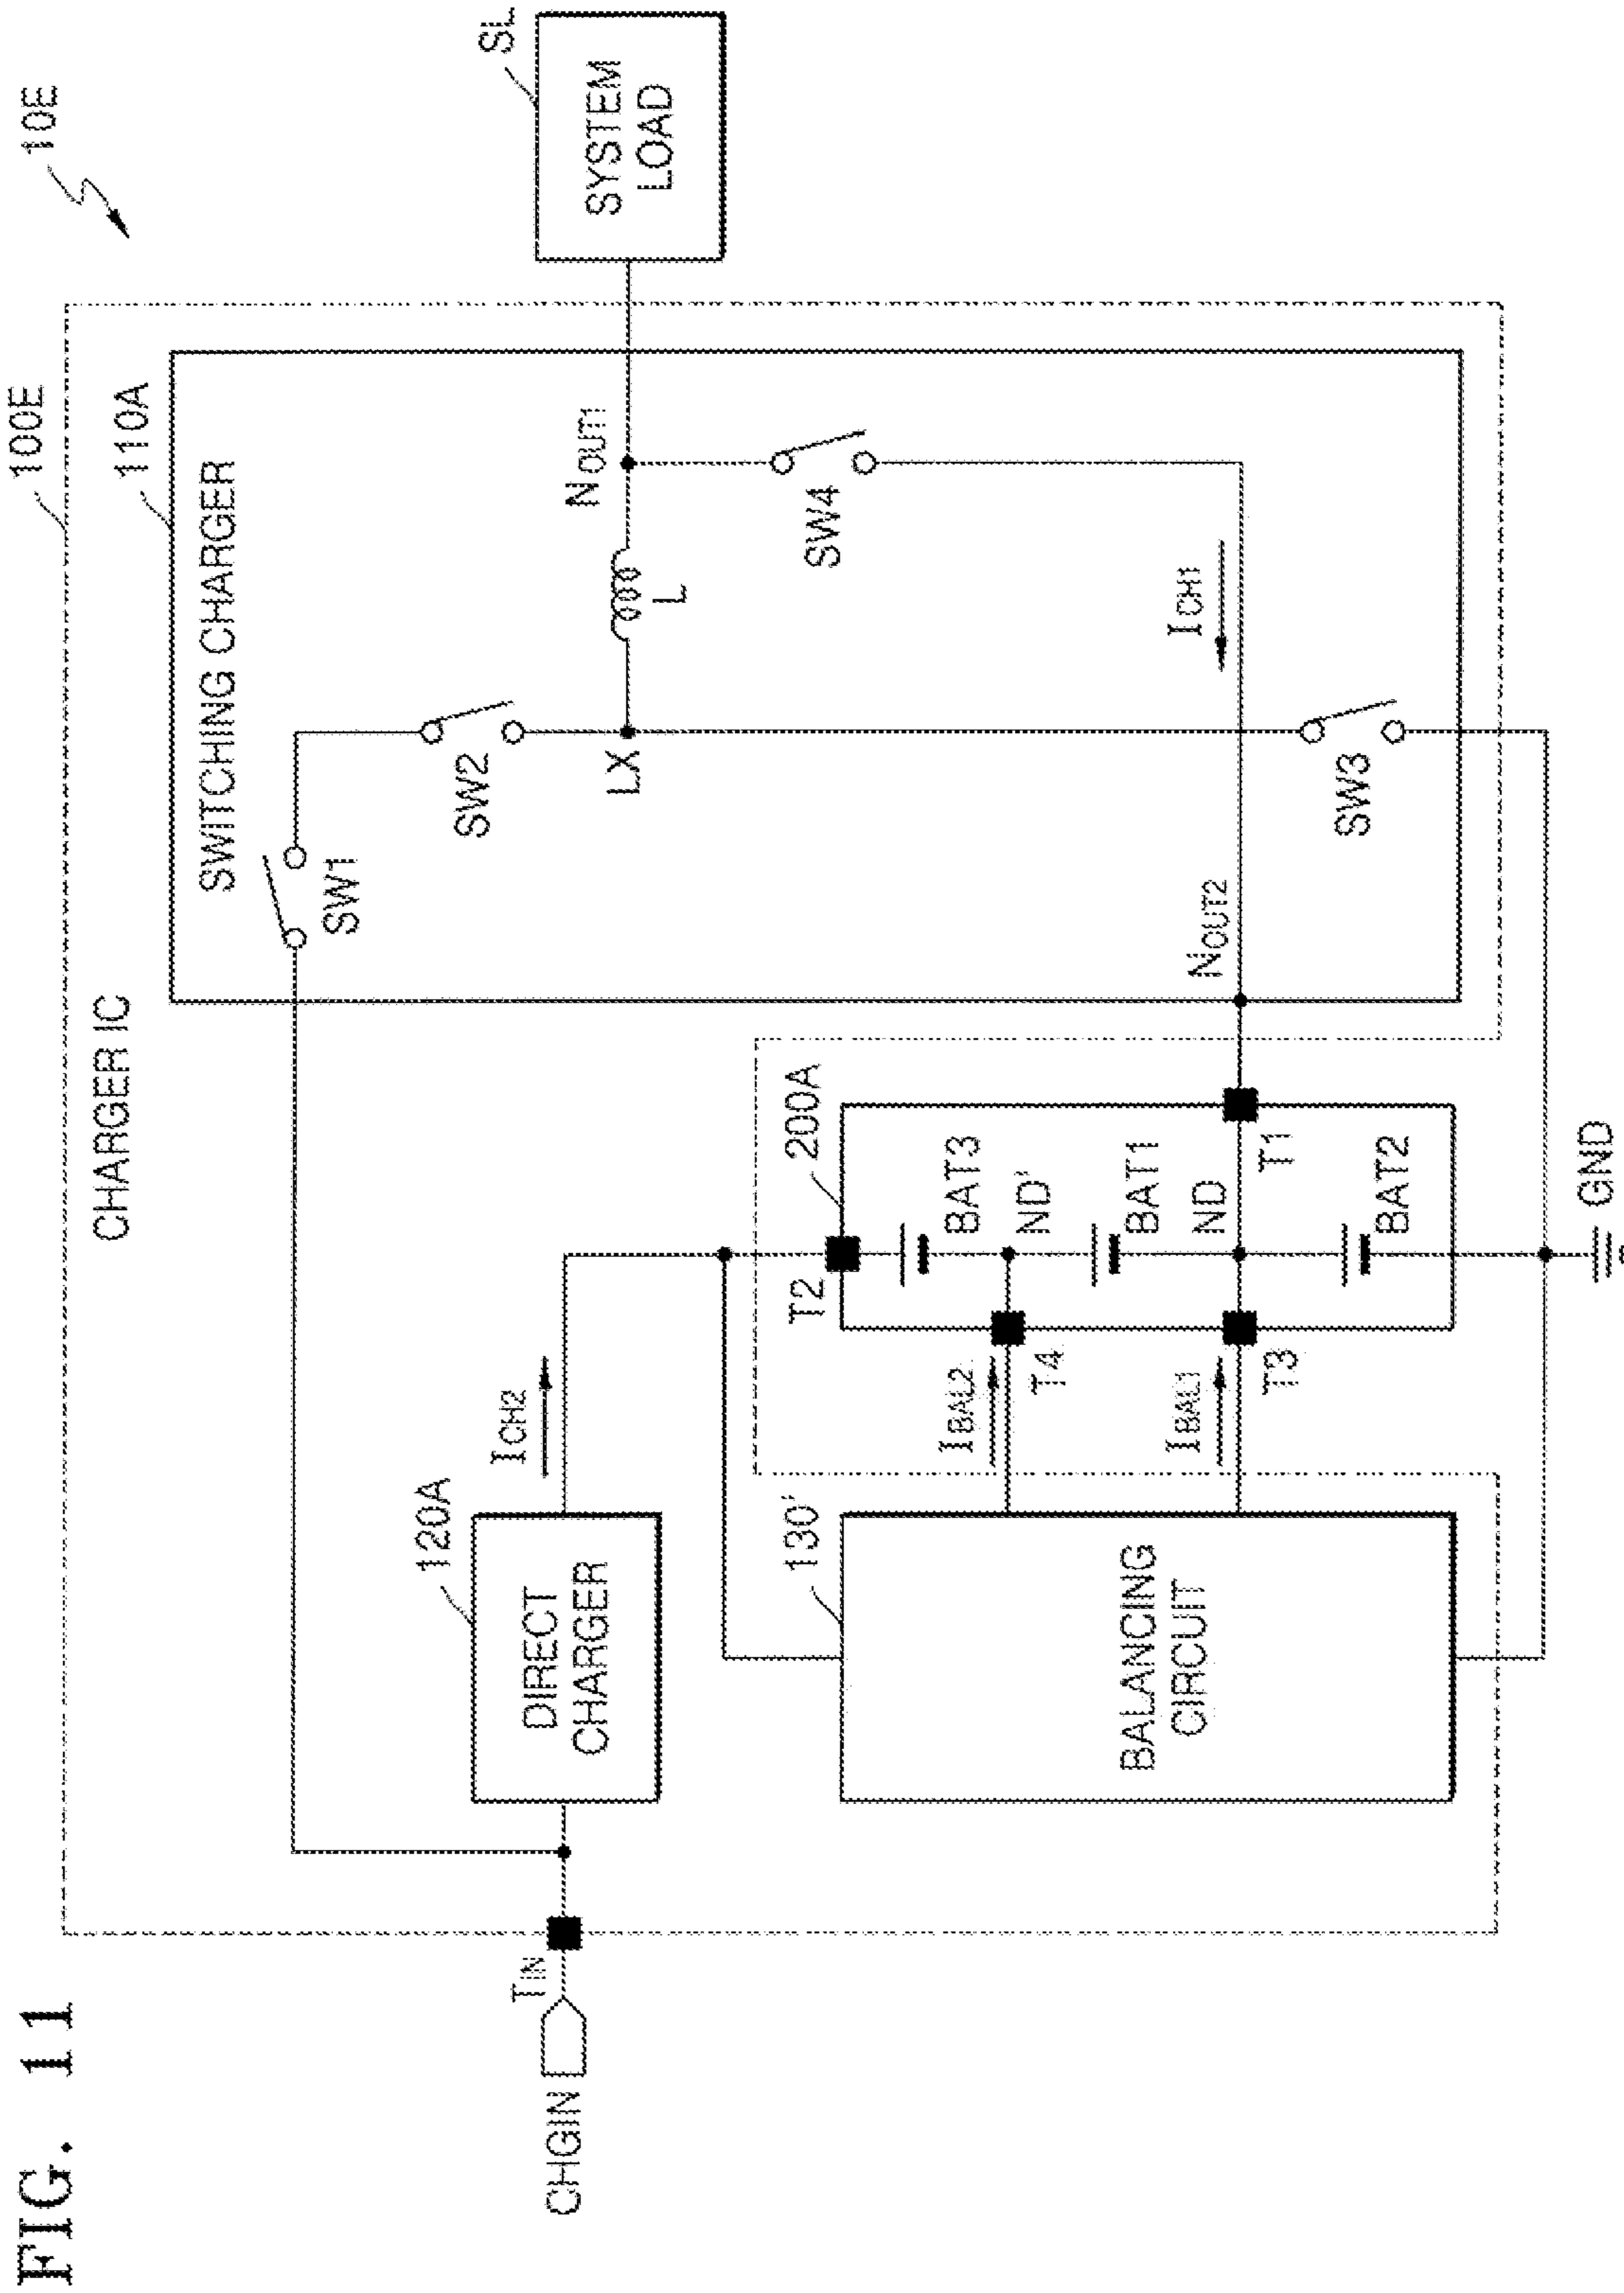 FIG. 11
10E
100E
CHARGER IC
110A
SWITCHING CHARGER
SW1
SW2
LX
L
NOUT1
SL
SYSTEM
LOAD
SW4
ICH1
SW3
NOUT2
CHGIN
TIN
120A
DIRECT
CHARGER
ICH2
T2
200A
BAT3
ND'
BAT1
ND
T1
BAT2
130'
BALANCING
CIRCUIT
IBAL2
T4
IBAL1
T3
GND